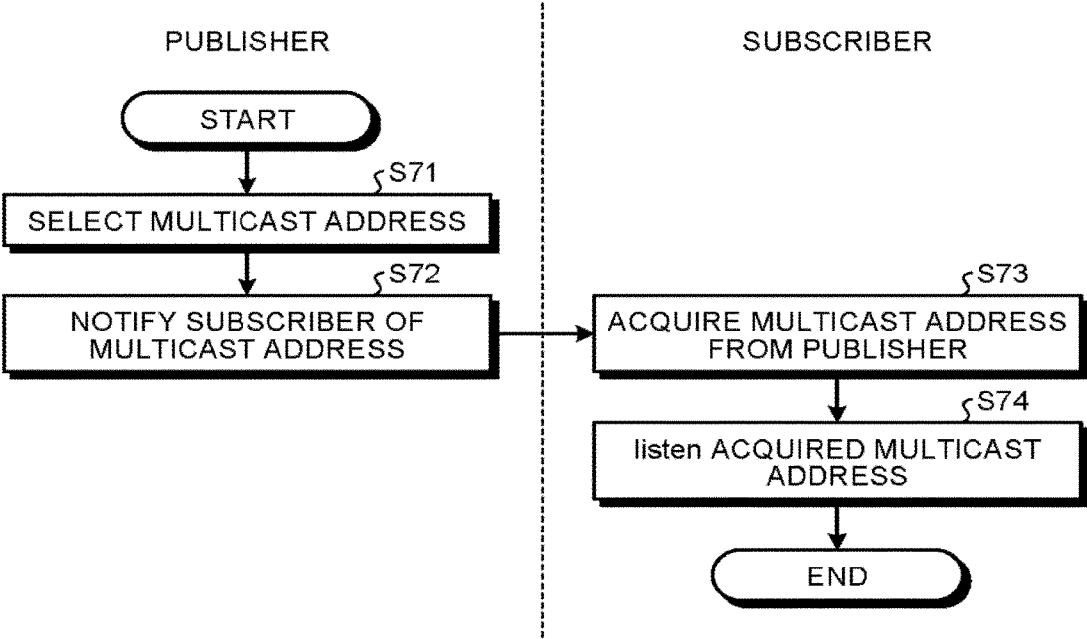 PUBLISHER
SUBSCRIBER
START
S71
SELECT MULTICAST ADDRESS
S72
NOTIFY SUBSCRIBER OF
MULTICAST ADDRESS
S73
ACQUIRE MULTICAST ADDRESS
FROM PUBLISHER
S74
listen ACQUIRED MULTICAST
ADDRESS
END